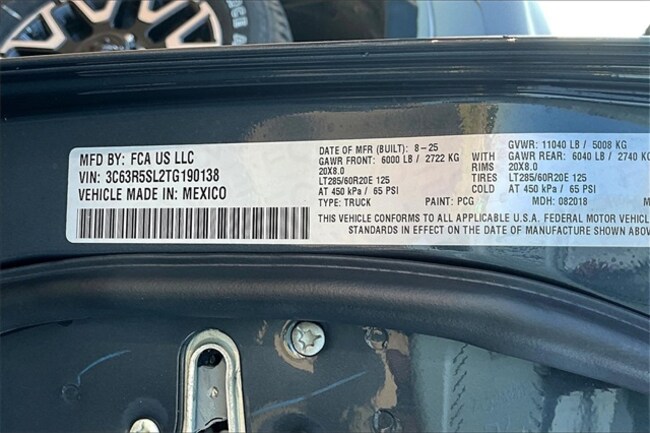 MFD BY: FCA US LLC
VIN: 3C63R5SL2TG190138
VEHICLE MADE IN: MEXICO
DATE OF MFR (BUILT): 8-25
GVWR: 11040 LB / 5008 KG
GAWR FRONT: 6000 LB / 2722 KG WITH GAWR REAR: 6040 LB / 2740 KG
20X8.0 RIMS 20X8.0
LT285/60R20E 125 TIRES LT285/60R20E 125
AT 450 kPa / 65 PSI COLD AT 450 kPa / 65 PSI
TYPE: TRUCK PAINT: PCG MDH: 082018
THIS VEHICLE CONFORMS TO ALL APPLICABLE U.S.A. FEDERAL MOTOR VEHICL
STANDARDS IN EFFECT ON THE DATE OF MANUFACTURE SHOWN ABOV